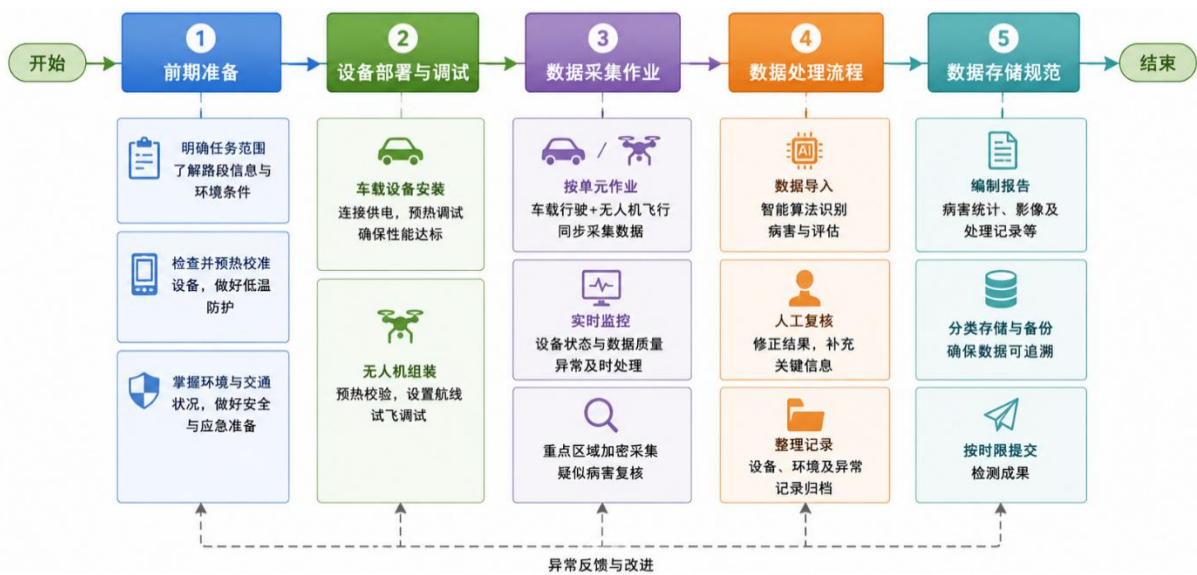 开始
1
前期准备
2
设备部署与调试
3
数据采集作业
4
数据处理流程
5
数据存储规范
结束
明确任务范围
了解路段信息与
环境条件
检查并预热校准
设备，做好低温
防护
掌握环境与交通
状况，做好安全
与应急准备
车载设备安装
连接供电，预热调试
确保性能达标
无人机组装
预热校验，设置航线
试飞调试
/
按单元作业
车载行驶+无人机飞行
同步采集数据
实时监控
设备状态与数据质量
异常及时处理
重点区域加密采集
疑似病害复核
AI
数据导入
智能算法识别
病害与评估
人工复核
修正结果，补充
关键信息
整理记录
设备、环境及异常
记录归档
编制报告
病害统计、影像及
处理记录等
分类存储与备份
确保数据可追溯
按时限提交
检测成果
异常反馈与改进